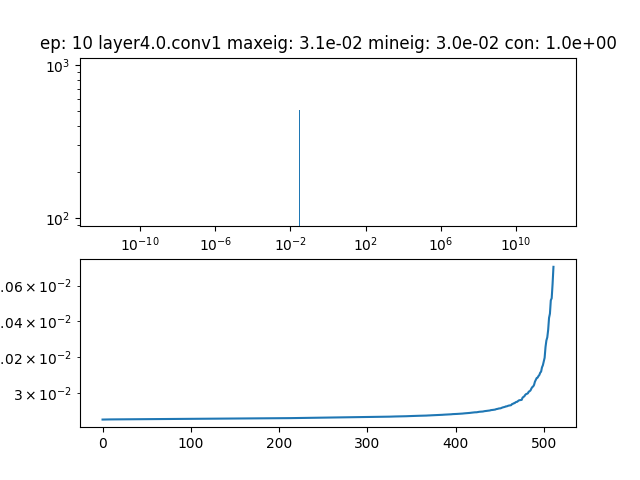 ep: 10 layer4.0.conv1 maxeig: 3.1e-02 mineig: 3.0e-02 con: 1.0e+00
10³
10²
10⁻¹⁰ 10⁻⁶ 10⁻² 10² 10⁶ 10¹⁰
.06 × 10⁻²
.04 × 10⁻²
.02 × 10⁻²
3 × 10⁻²
0 100 200 300 400 500